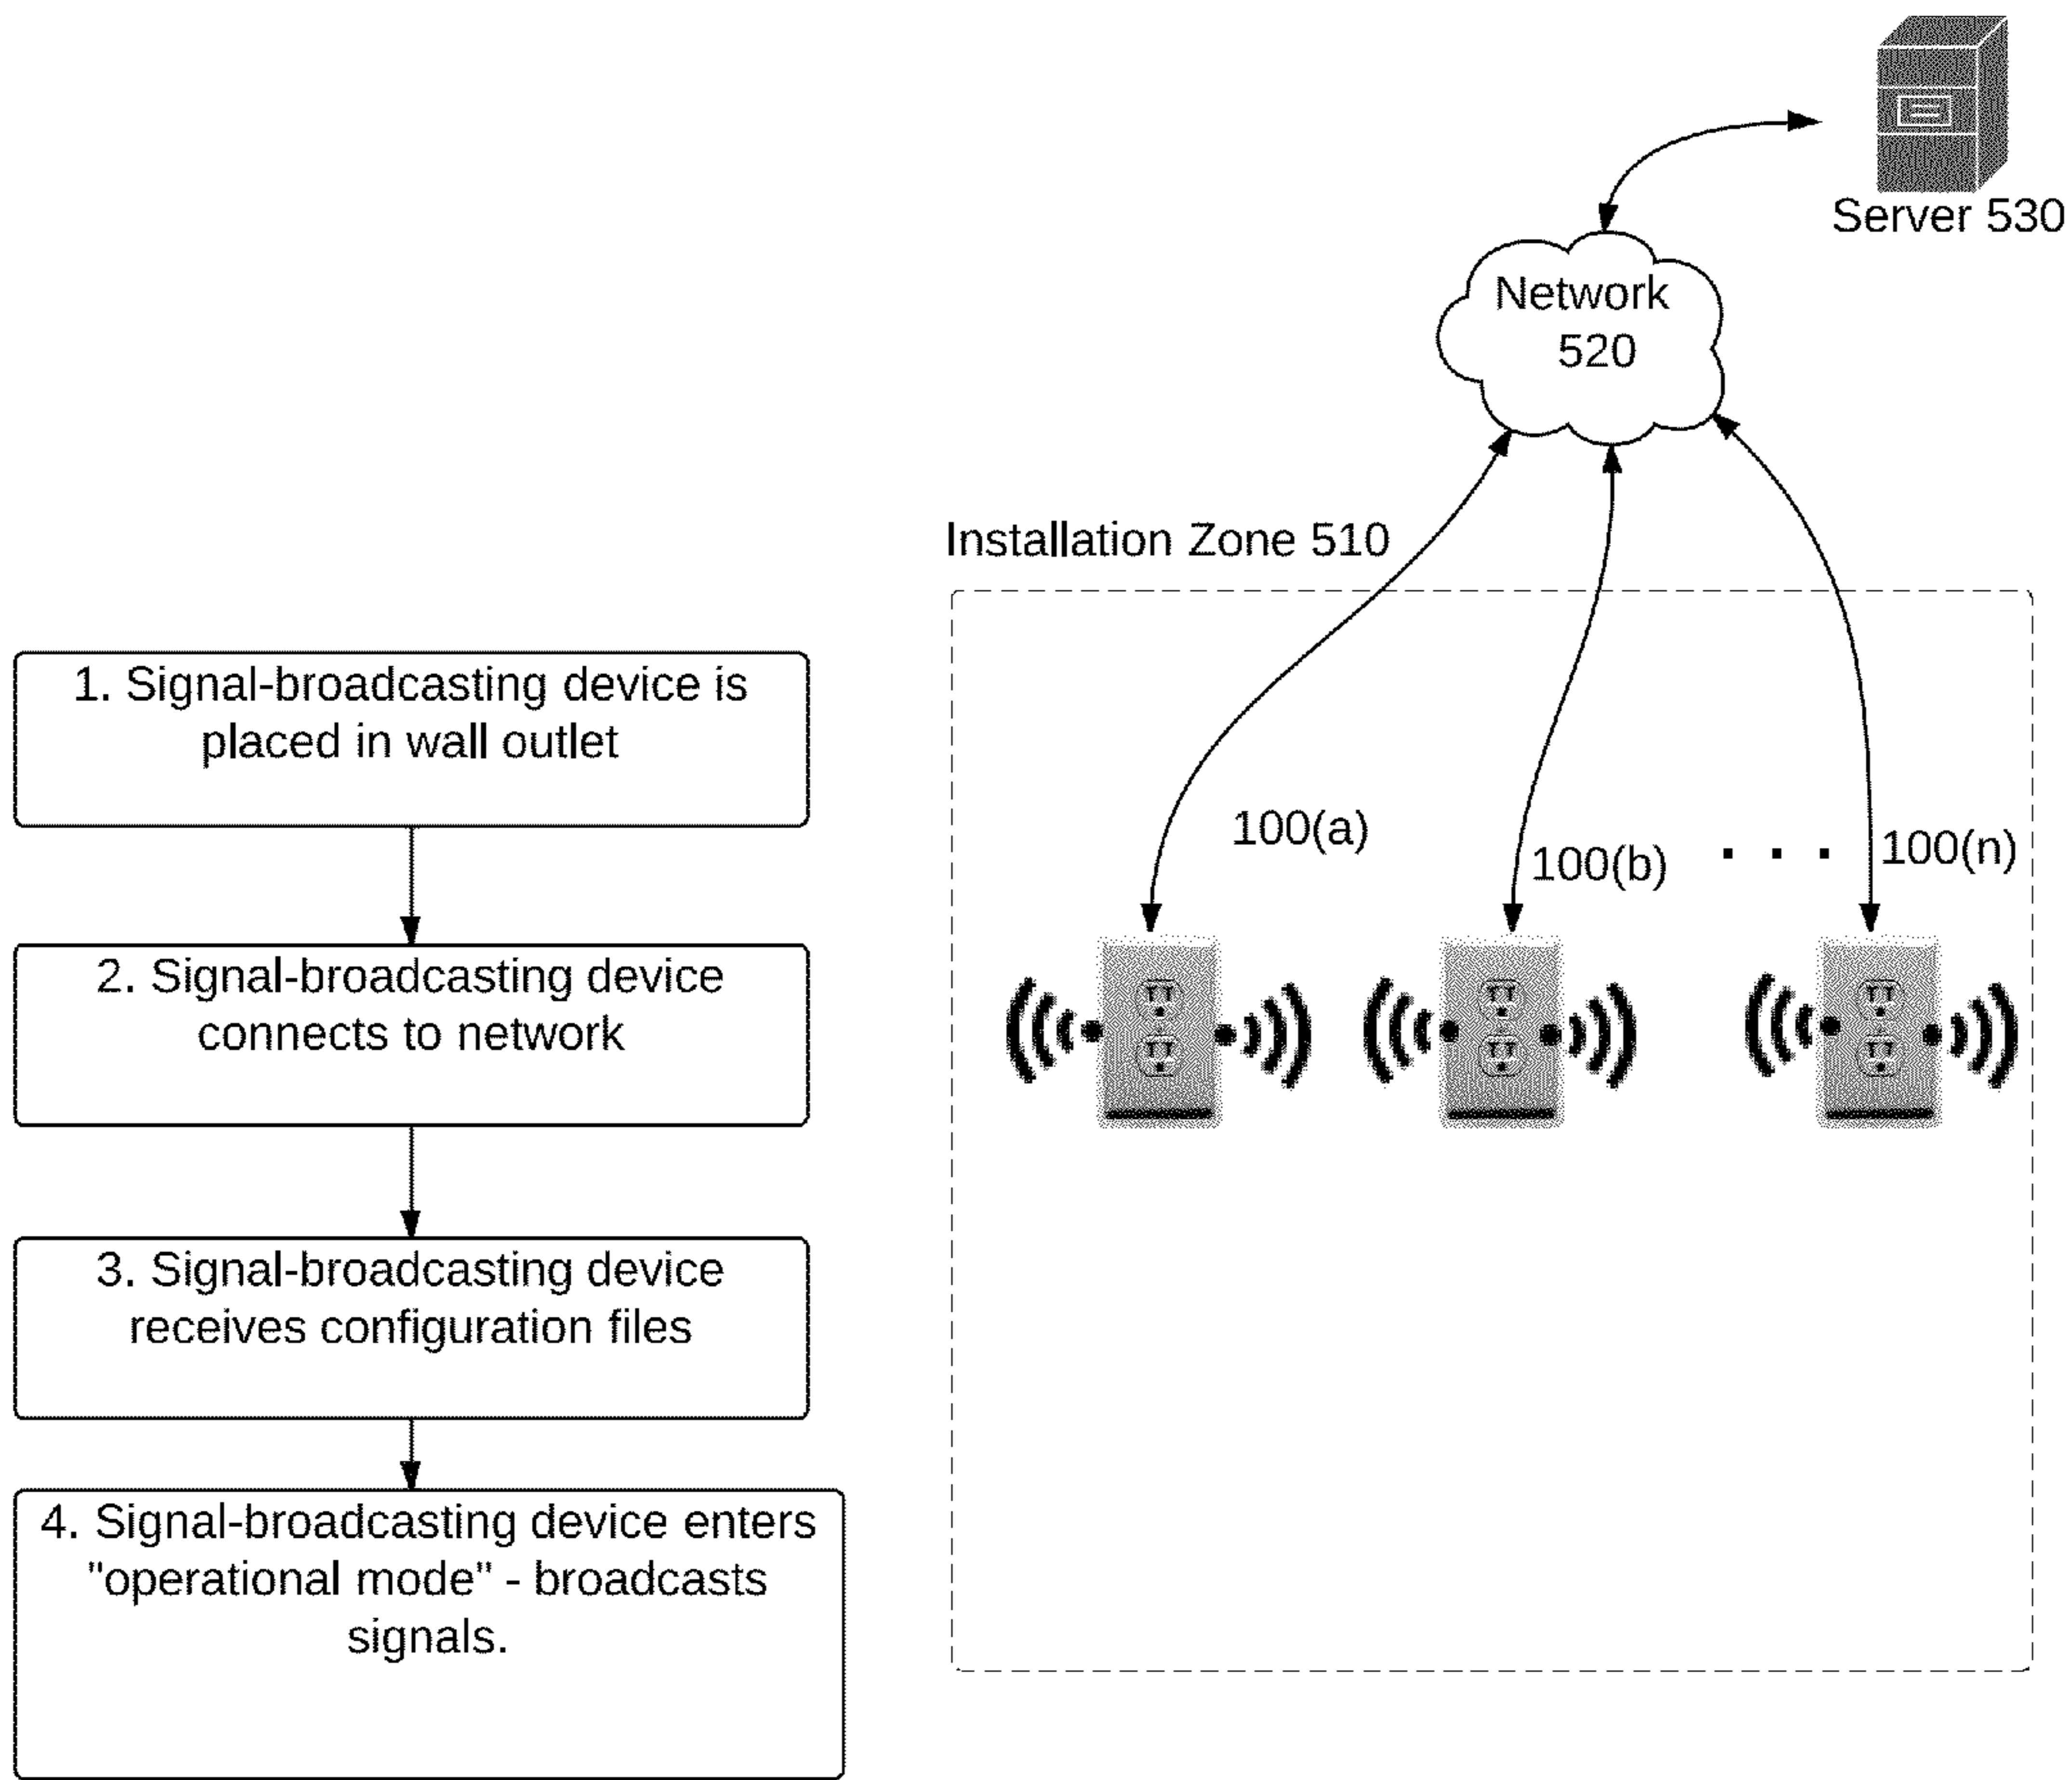 Server 530
Network
520
Installation Zone 510
1. Signal-broadcasting device is
placed in wall outlet
2. Signal-broadcasting device
connects to network
3. Signal-broadcasting device
receives configuration files
4. Signal-broadcasting device enters
"operational mode" - broadcasts
signals.
100(a)
100(b)
. . .
100(n)